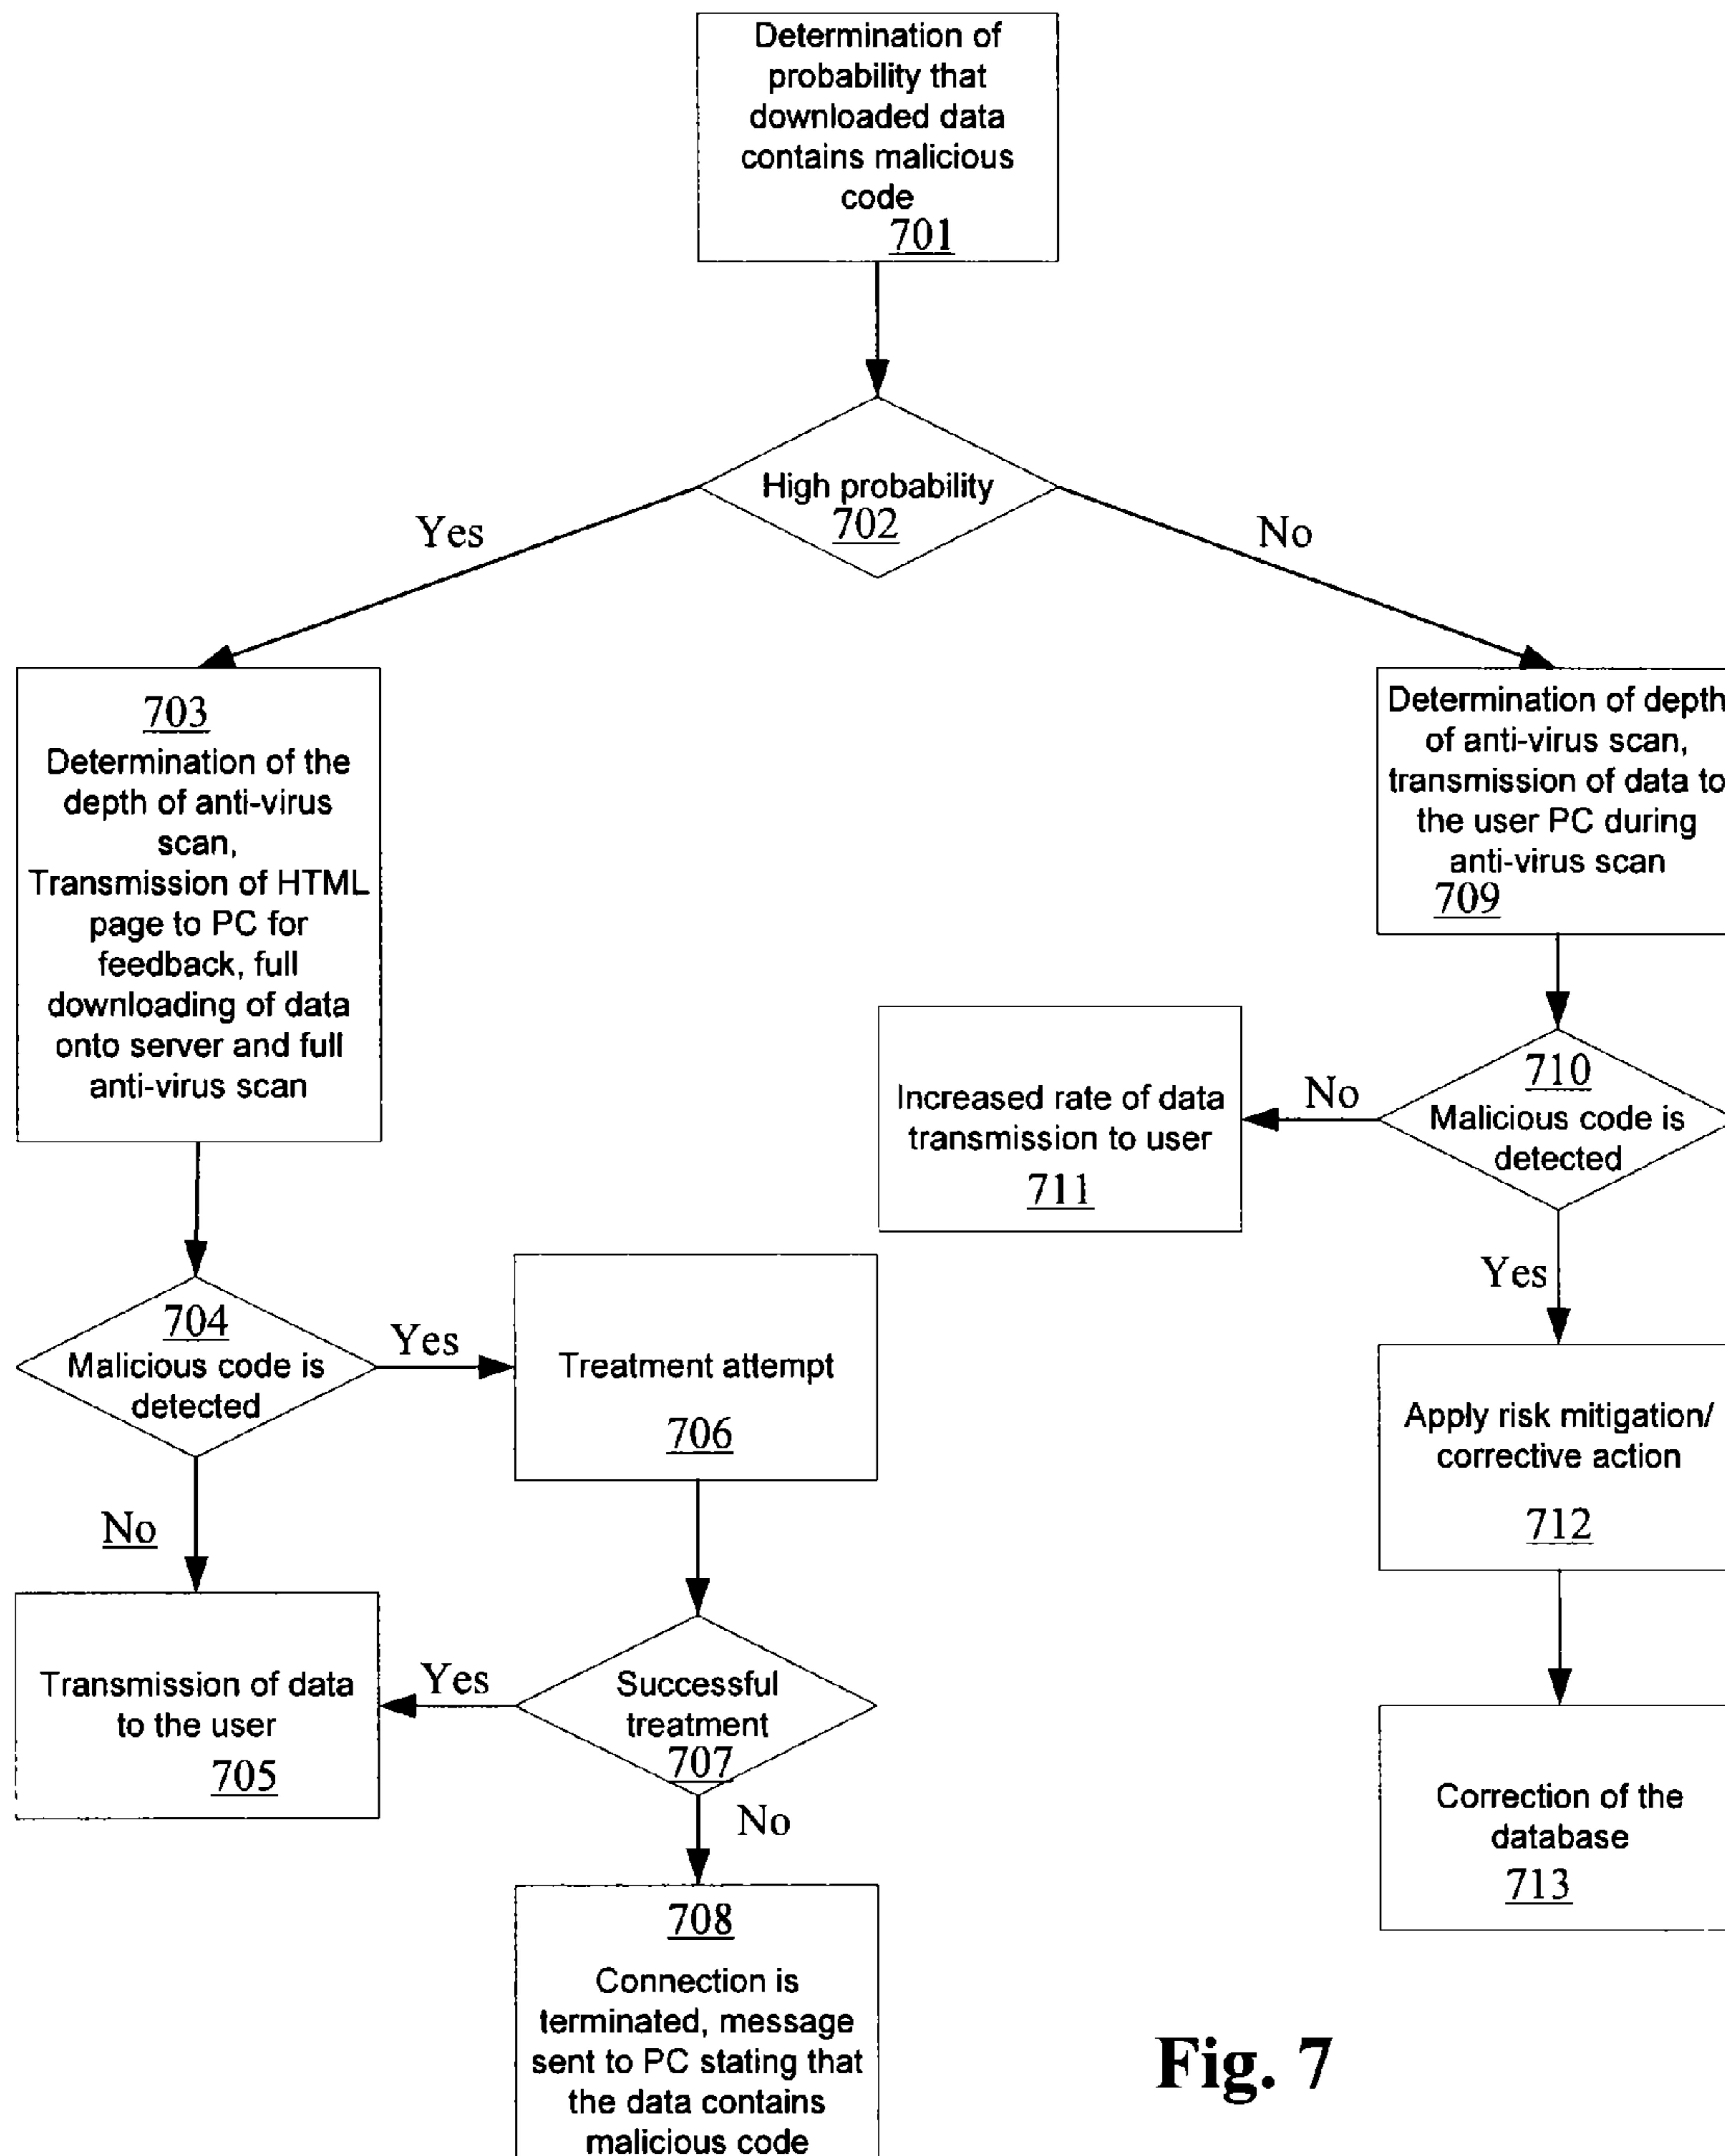 Determination of
probability that
downloaded data
contains malicious
code
701
High probability
702
Yes
No
703
Determination of the
depth of anti-virus
scan,
Transmission of HTML
page to PC for
feedback, full
downloading of data
onto server and full
anti-virus scan
Determination of depth
of anti-virus scan,
transmission of data to
the user PC during
anti-virus scan
709
710
Malicious code is
detected
No
Increased rate of data
transmission to user
711
Yes
704
Malicious code is
detected
Yes
Treatment attempt
706
Apply risk mitigation/
corrective action
712
No
Transmission of data
to the user
705
Yes
Successful
treatment
707
No
Correction of the
database
713
708
Connection is
terminated, message
sent to PC stating that
the data contains
malicious code
Fig. 7